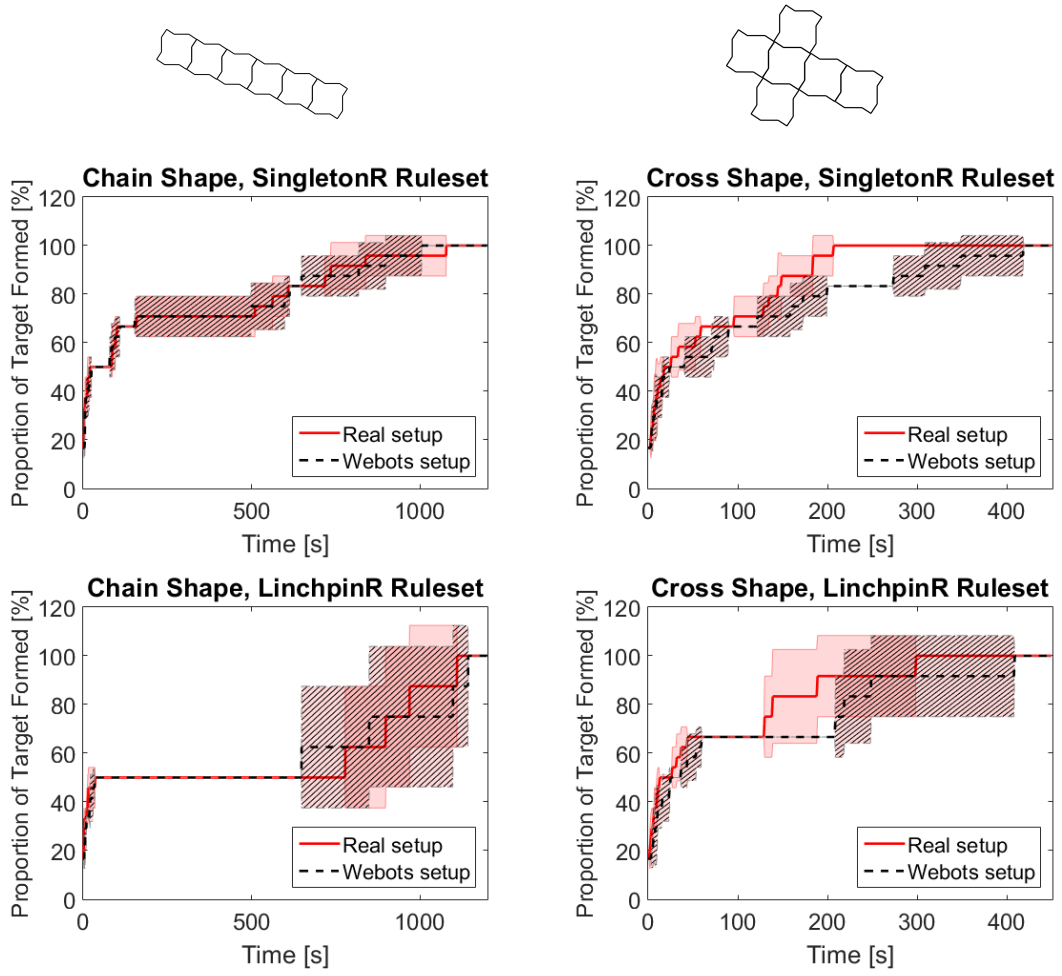 Chain Shape, SingletonR Ruleset
Proportion of Target Formed [%]
120
100
80
60
40
20
0
Real setup
Webots setup
0 500 1000
Time [s]
Cross Shape, SingletonR Ruleset
Proportion of Target Formed [%]
120
100
80
60
40
20
0
Real setup
Webots setup
0 100 200 300 400
Time [s]
Chain Shape, LinchpinR Ruleset
Proportion of Target Formed [%]
120
100
80
60
40
20
0
Real setup
Webots setup
0 500 1000
Time [s]
Cross Shape, LinchpinR Ruleset
Proportion of Target Formed [%]
120
100
80
60
40
20
0
Real setup
Webots setup
0 100 200 300 400
Time [s]